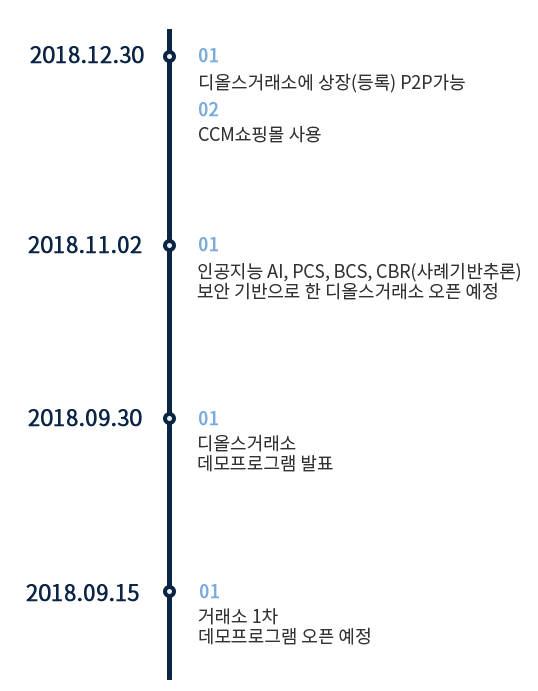 2018.12.30
01
디올스거래소에 상장(등록) P2P가능
02
CCM쇼핑몰 사용
2018.11.02
01
인공지능 AI, PCS, BCS, CBR(사례기반추론)
보안 기반으로 한 디올스거래소 오픈 예정
2018.09.30
01
디올스거래소
데모프로그램 발표
2018.09.15
01
거래소 1차
데모프로그램 오픈 예정